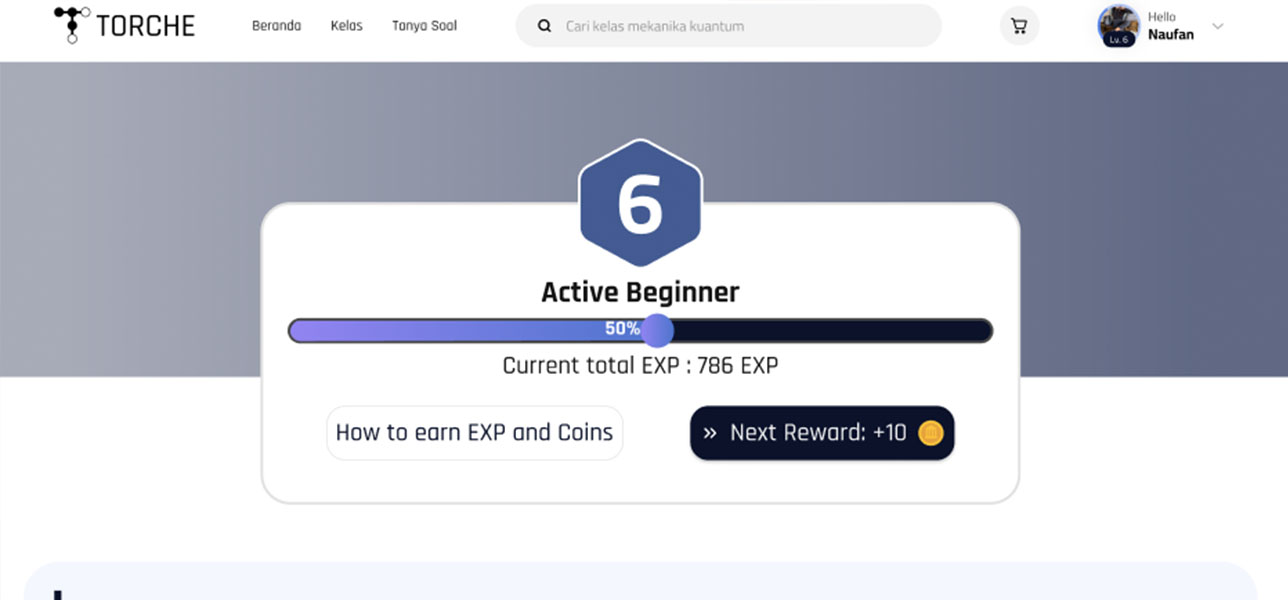 TORCHE
Beranda Kelas Tanya Soal
Cari kelas mekanika kuantum
Lv. 6
Hello
Naufan
6
Active Beginner
50%
Current total EXP : 786 EXP
How to earn EXP and Coins
» Next Reward: +10